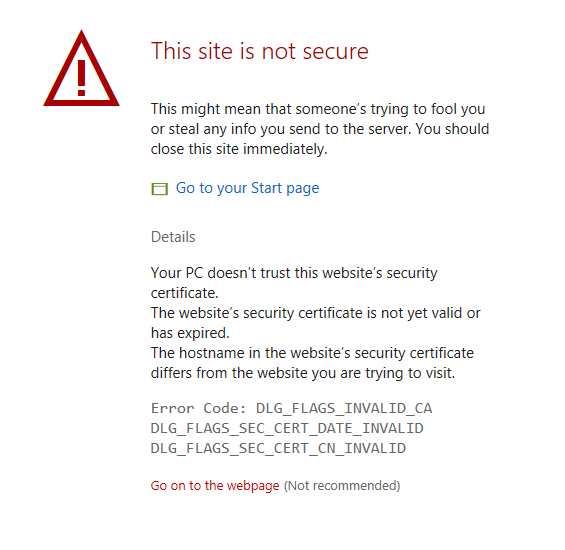 This site is not secure
This might mean that someone’s trying to fool you
or steal any info you send to the server. You should
close this site immediately.
Go to your Start page
Details
Your PC doesn’t trust this website’s security
certificate.
The website’s security certificate is not yet valid or
has expired.
The hostname in the website’s security certificate
differs from the website you are trying to visit.
Error Code: DLG_FLAGS_INVALID_CA
DLG_FLAGS_SEC_CERT_DATE_INVALID
DLG_FLAGS_SEC_CERT_CN_INVALID
Go on to the webpage (Not recommended)